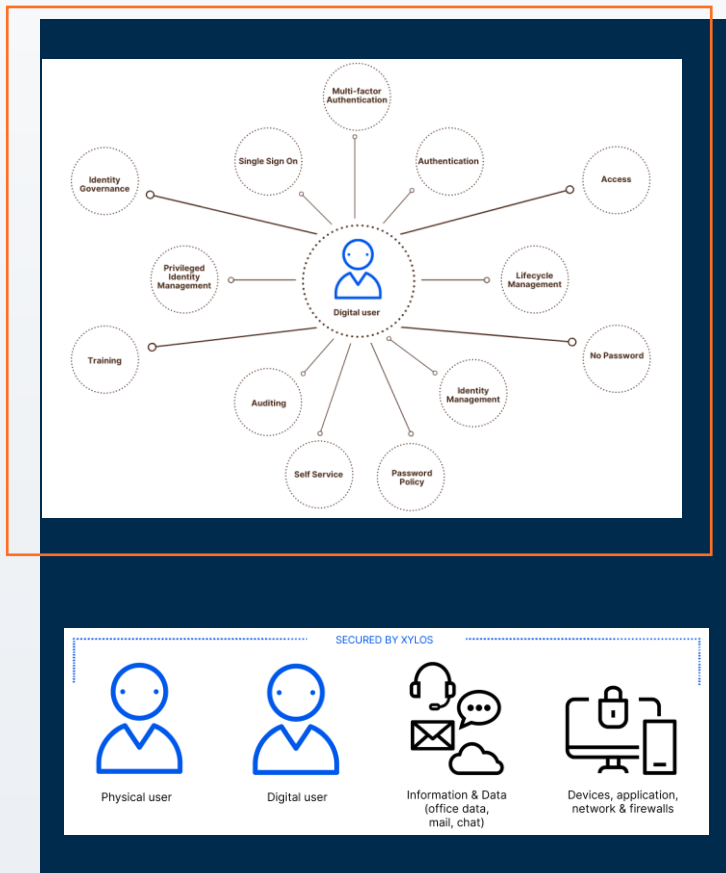 Multi-factor
Authentication
Single Sign On
Authentication
Identity
Governance
Access
Privileged
Identity
Management
Lifecycle
Management
Digital user
Training
No Password
Auditing
Identity
Management
Self Service
Password
Policy
SECURED BY XYLOS
Physical user
Digital user
Information & Data
(office data,
mail, chat)
Devices, application,
network & firewalls